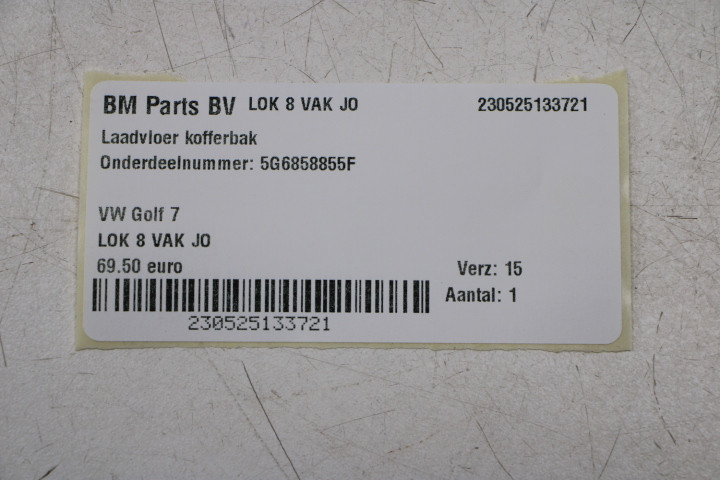 BM Parts BV LOK 8 VAK JO 230525133721
Laadvloer kofferbak
Onderdeelnummer: 5G6858855F
VW Golf 7
LOK 8 VAK JO
69.50 euro Verz: 15
Aantal: 1
230525133721